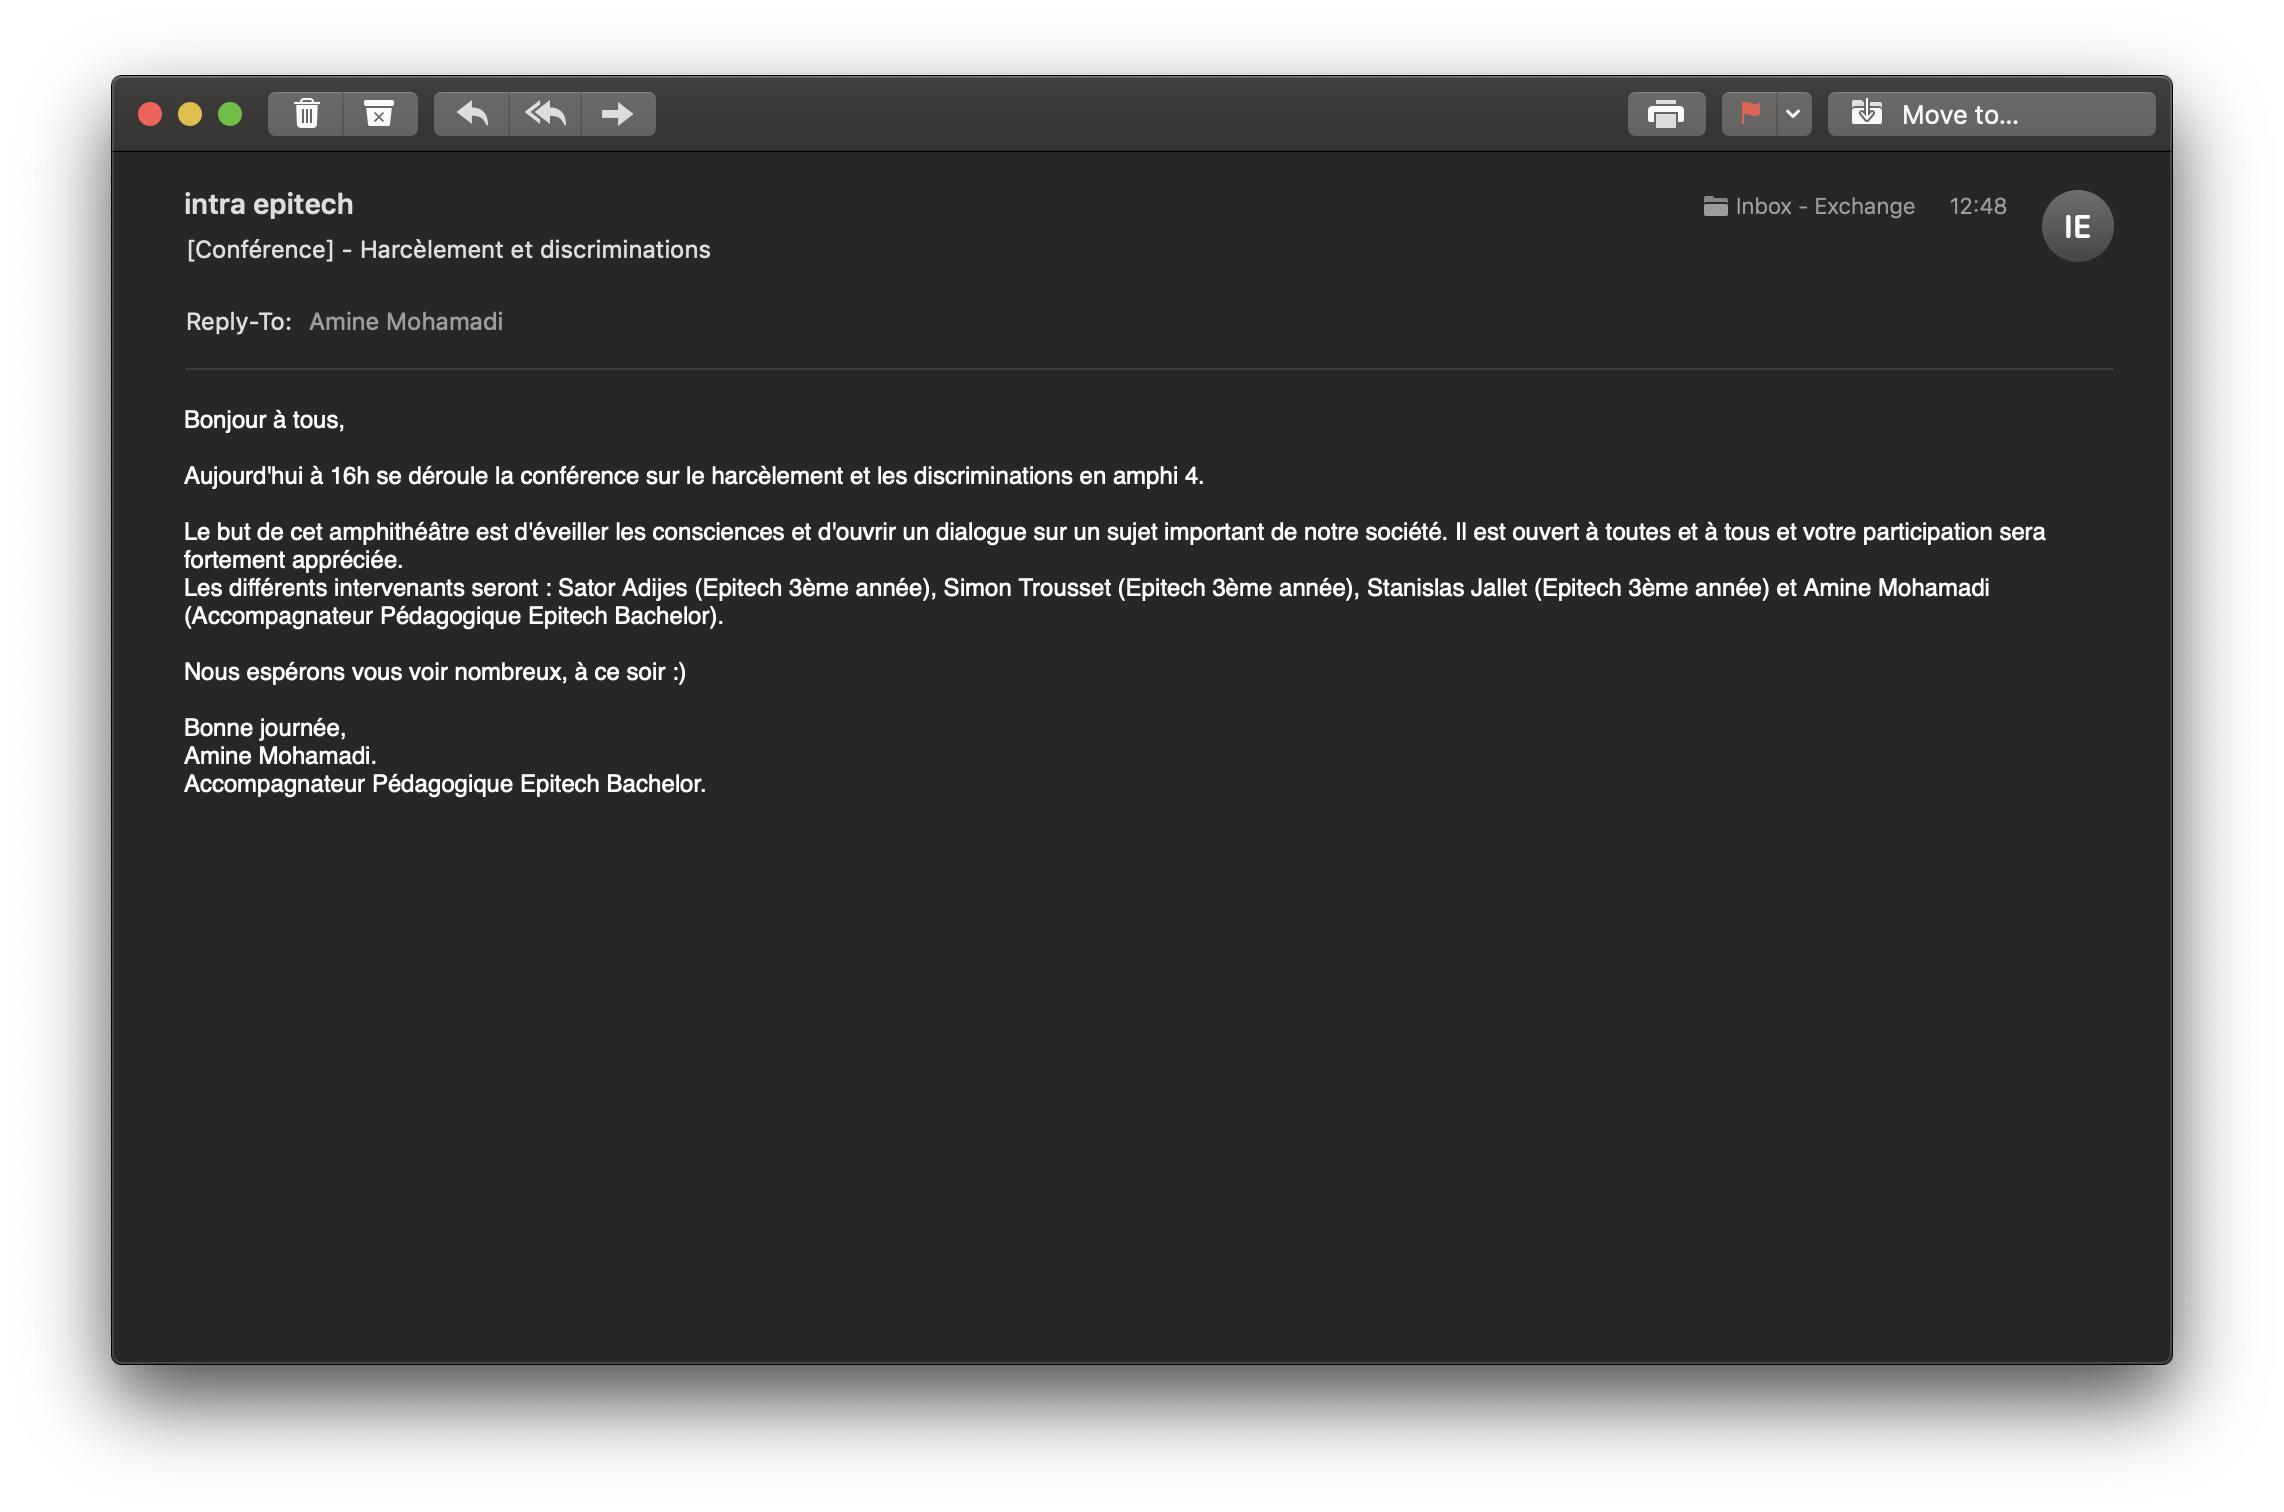 Move to...
intra epitech
Inbox - Exchange 12:48
IE
[Conférence] - Harcèlement et discriminations
Reply-To: Amine Mohamadi
Bonjour à tous,
Aujourd'hui à 16h se déroule la conférence sur le harcèlement et les discriminations en amphi 4.
Le but de cet amphithéâtre est d'éveiller les consciences et d'ouvrir un dialogue sur un sujet important de notre société. Il est ouvert à toutes et à tous et votre participation sera
fortement appréciée.
Les différents intervenants seront : Sator Adijes (Epitech 3ème année), Simon Trousset (Epitech 3ème année), Stanislas Jallet (Epitech 3ème année) et Amine Mohamadi
(Accompagnateur Pédagogique Epitech Bachelor).
Nous espérons vous voir nombreux, à ce soir :)
Bonne journée,
Amine Mohamadi.
Accompagnateur Pédagogique Epitech Bachelor.